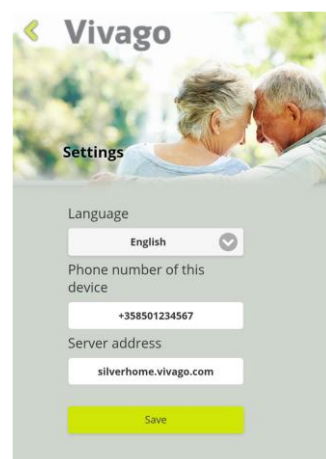 Vivago
Settings
Language
English
Phone number of this
device
+358501234567
Server address
silverhome.vivago.com
Save